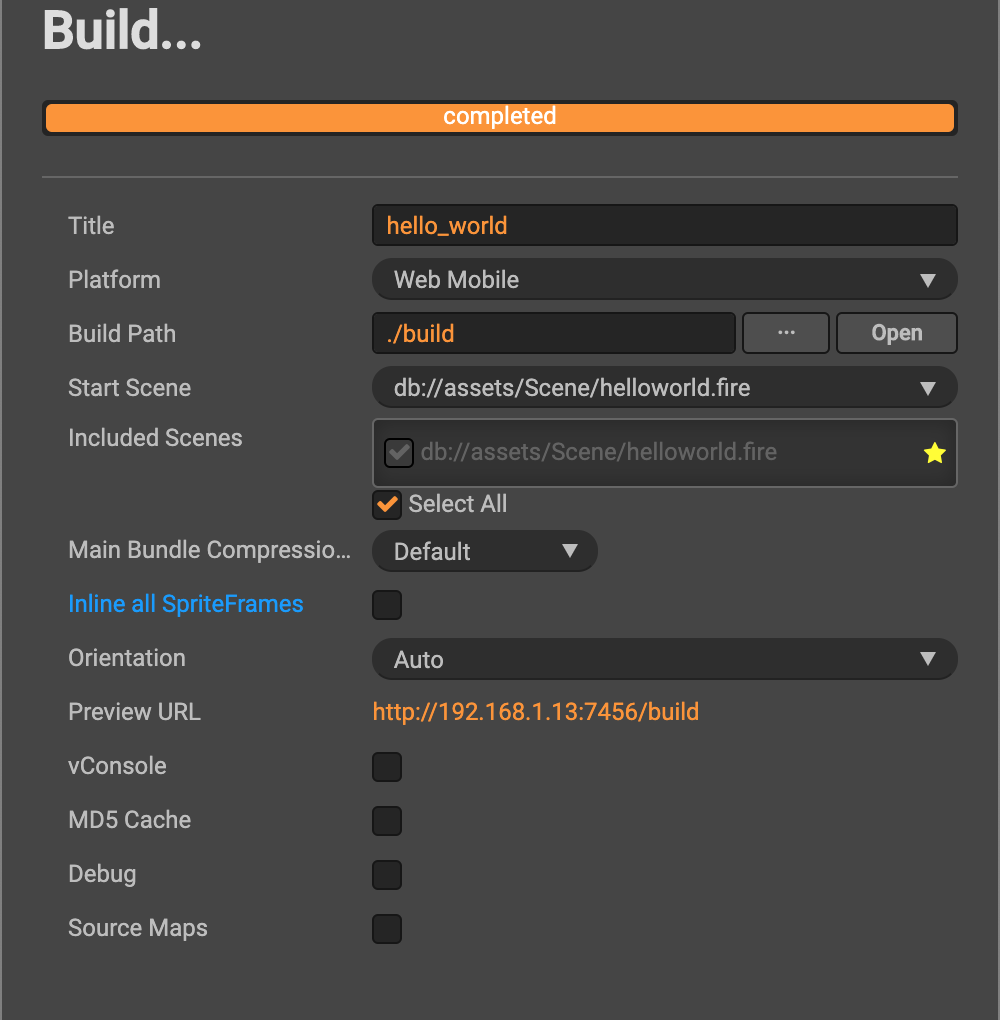 Build...
completed
Title hello_world
Platform Web Mobile
Build Path ./build ... Open
Start Scene db://assets/Scene/helloworld.fire
Included Scenes db://assets/Scene/helloworld.fire
Select All
Main Bundle Compressio... Default
Inline all SpriteFrames
Orientation Auto
Preview URL http://192.168.1.13:7456/build
vConsole
MD5 Cache
Debug
Source Maps